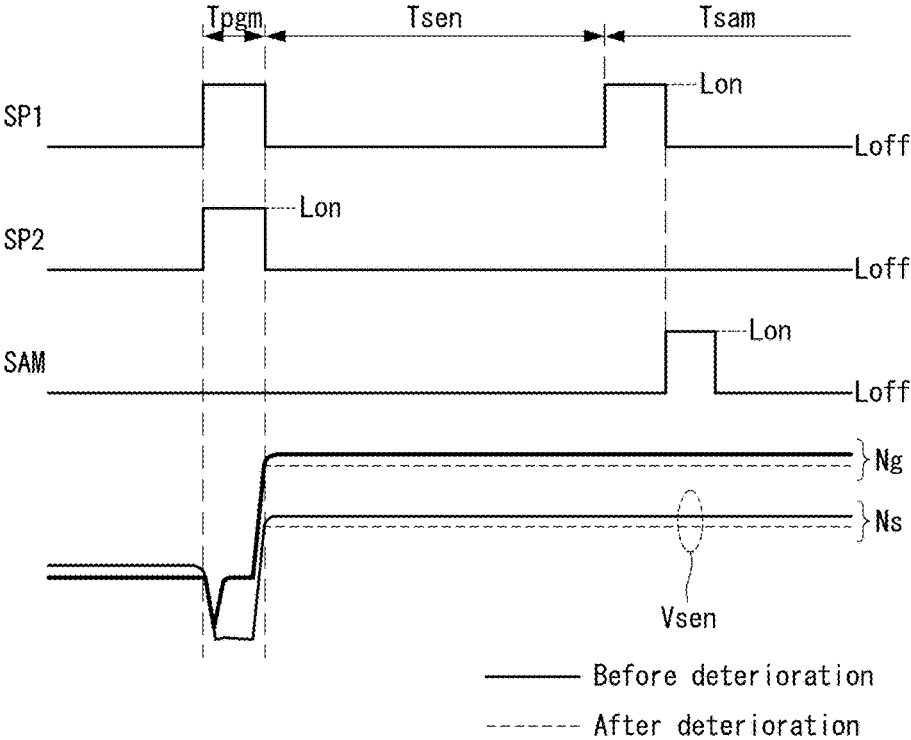 Tpgm Tsen Tsam
Lon
SP1
Loff
Lon
SP2
Loff
Lon
SAM
Loff
Ng
Ns
Vsen
Before deterioration
After deterioration